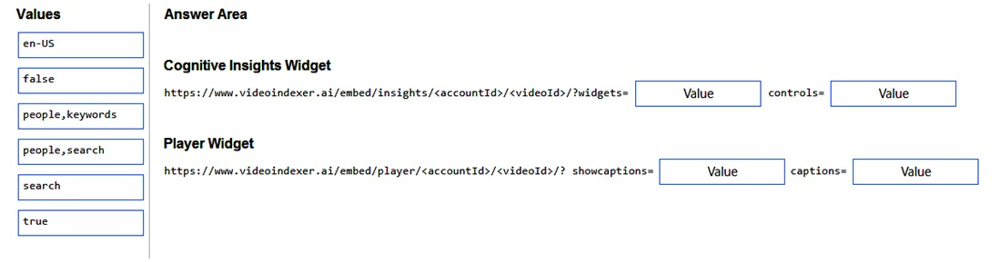 Values
en-US
false
people,keywords
people,search
search
true
Answer Area
Cognitive Insights Widget
https://www.videoindexer.ai/embed/insights/<accountId>/<videoId>/?widgets= Value controls= Value
Player Widget
https://www.videoindexer.ai/embed/player/<accountId>/<videoId>/? showcaptions= Value captions= Value